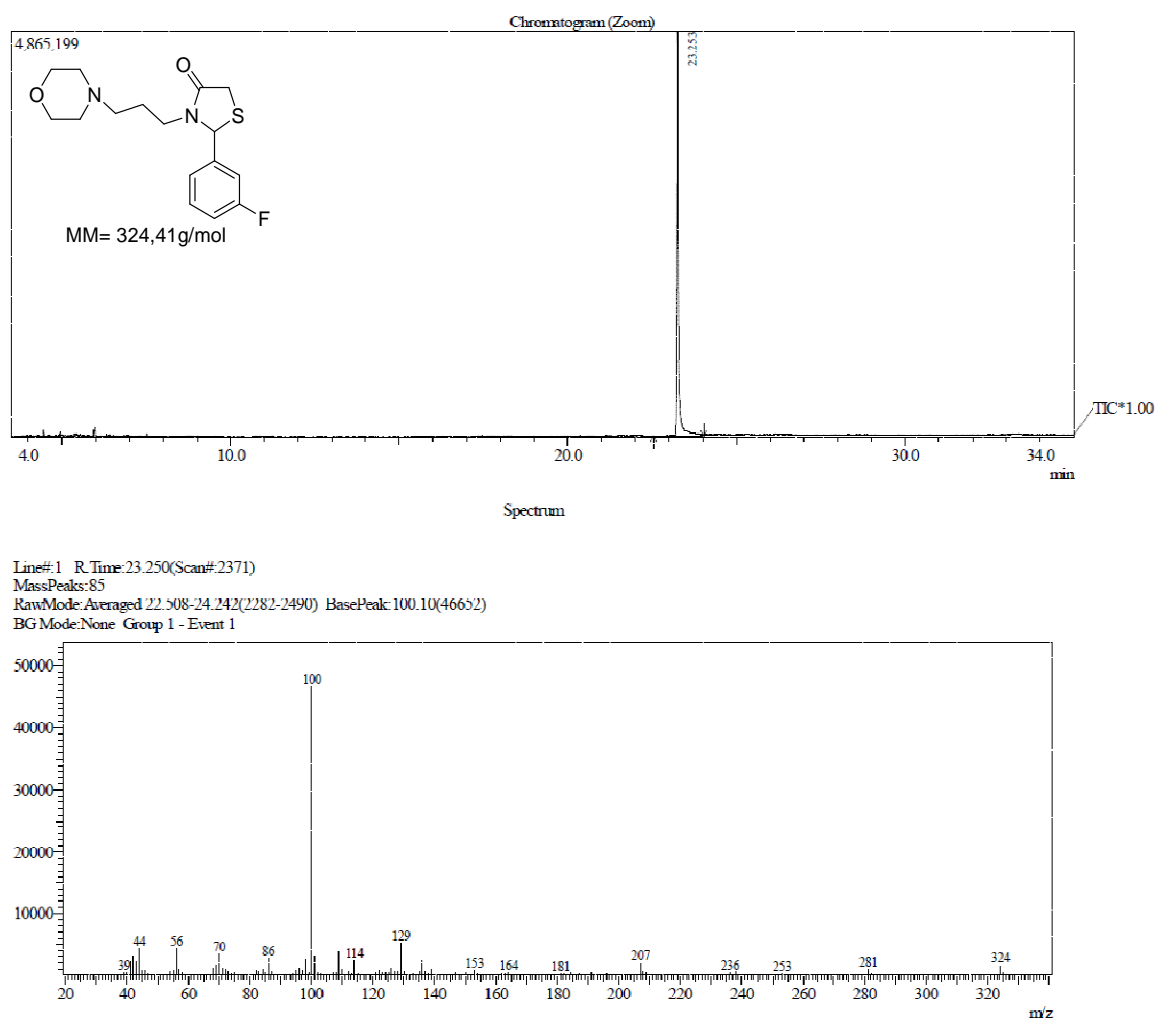 Chromatogram (Zoom)
4,865,199
23.253
O
O
N
N
S
F
MM= 324,41g/mol
TIC*1.00
4.0 10.0 20.0 30.0 34.0
min
Spectrum
Line#:1 R.Time:23.250(Scan#:2371)
MassPeaks:85
RawMode:Averaged 22.508-24.242(2282-2490) BasePeak:100.10(46652)
BG Mode:None Group 1 - Event 1
50000
40000
30000
20000
10000
39 44 56 70 86 100 114 129 153 164 181 207 236 253 281 324
20 40 60 80 100 120 140 160 180 200 220 240 260 280 300 320
m/z